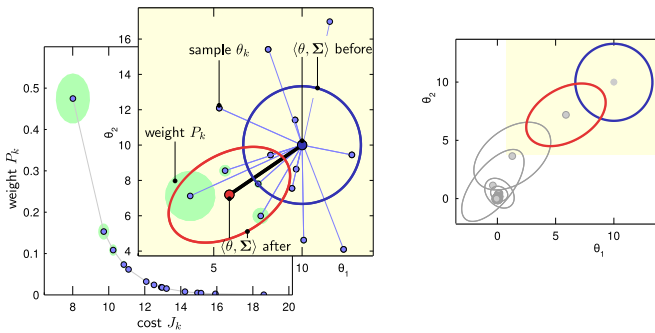 weight P_k
0.5
0.4
0.3
0.2
0.1
0
8
10
12
14
16
18
20
cost J_k
θ_2
16
14
12
10
8
6
4
5
10
θ_1
sample θ_k
⟨θ, Σ⟩ before
weight P_k
⟨θ, Σ⟩ after
θ_2
10
5
0
0
5
10
θ_1